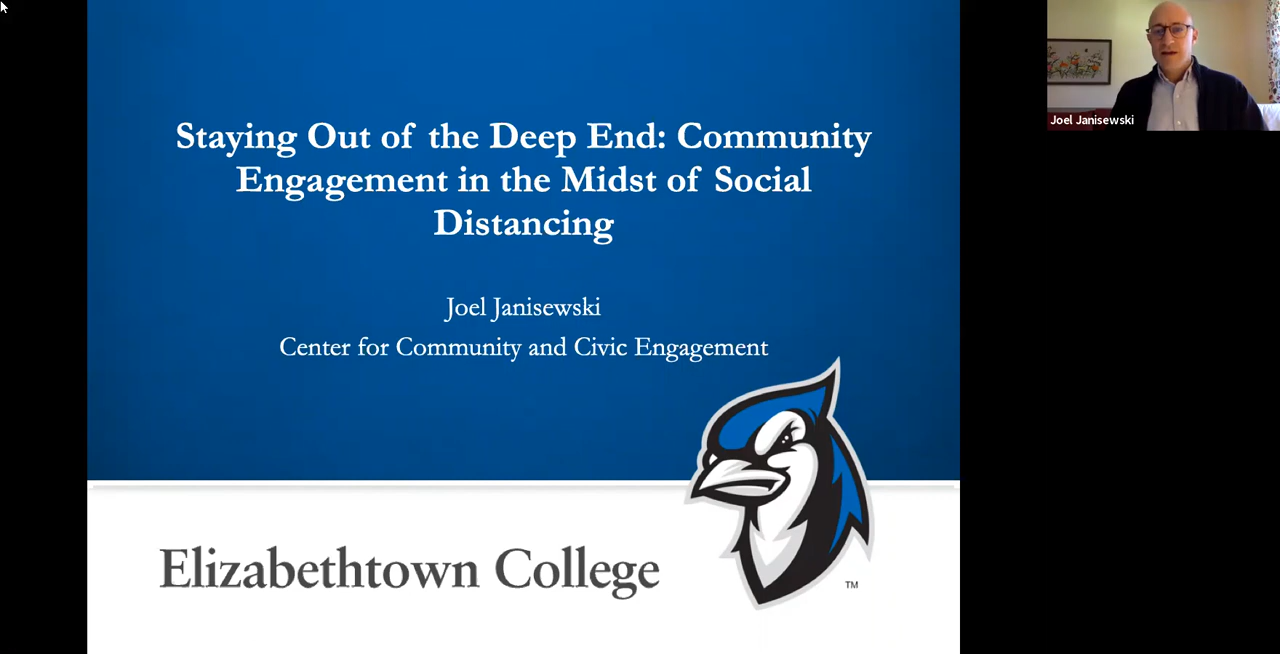 Staying Out of the Deep End: Community
Engagement in the Midst of Social
Distancing
Joel Janisewski
Center for Community and Civic Engagement
Elizabethtown College
TM
Joel Janisewski